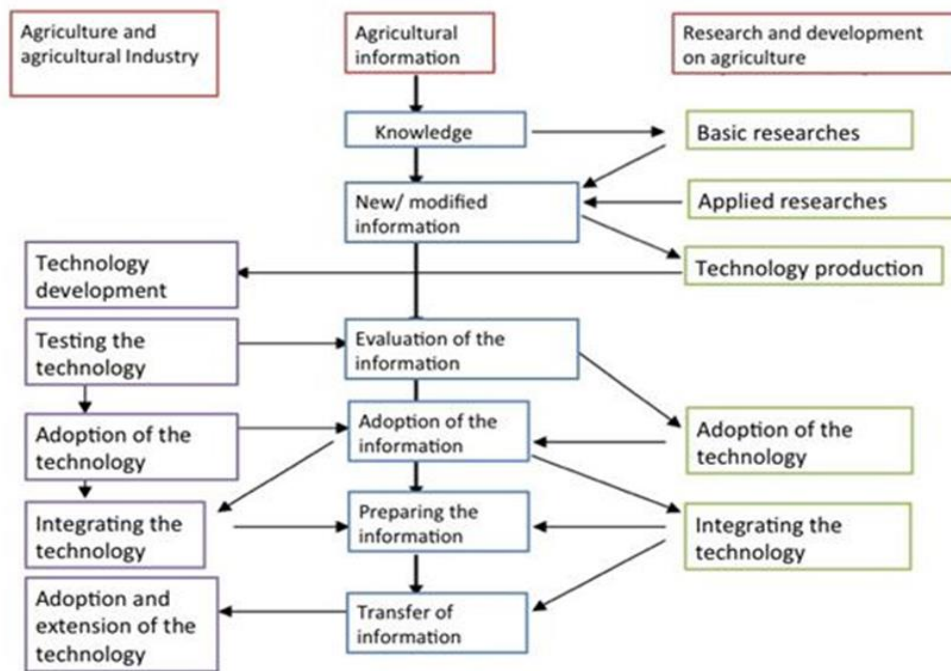 Agriculture and
agricultural Industry
Agricultural
information
Research and development
on agriculture
Knowledge
Basic researches
New/ modified
information
Applied researches
Technology
development
Technology production
Testing the
technology
Evaluation of the
information
Adoption of the
technology
Adoption of the
information
Adoption of the
technology
Integrating the
technology
Preparing the
information
Integrating the
technology
Adoption and
extension of the
technology
Transfer of
information